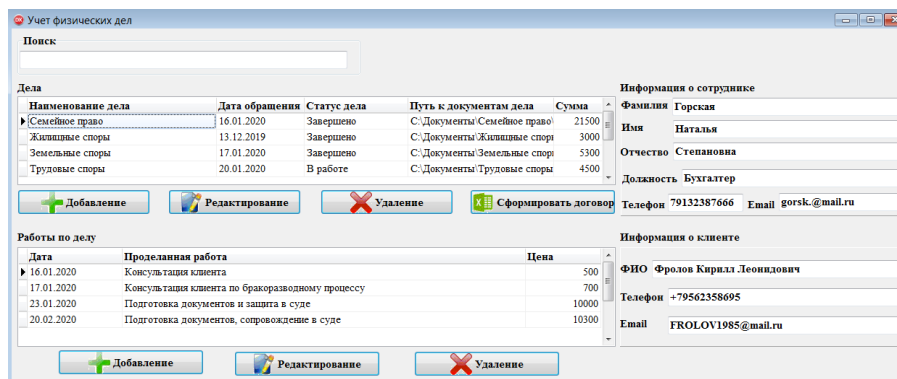 Учет физических дел
Поиск
Дела
Наименование дела Дата обращения Статус дела Путь к документам дела Сумма
Семейное право 16.01.2020 Завершено C:\Документы\Семейное право\ 21500
Жилищные споры 13.12.2019 Завершено C:\Документы\Жилищные спор 3000
Земельные споры 17.01.2020 Завершено C:\Документы\Земельные спор 5300
Трудовые споры 20.01.2020 В работе C:\Документы\Трудовые споры 4500
Добавление Редактирование Удаление Сформировать договор
Информация о сотруднике
Фамилия Горская
Имя Наталья
Отчество Степановна
Должность Бухгалтер
Телефон 79132387666 Email gorsk.@mail.ru
Работы по делу
Дата Проделанная работа Цена
16.01.2020 Консультация клиента 500
17.01.2020 Консультация клиента по бракоразводному процессу 700
23.01.2020 Подготовка документов и защита в суде 10000
20.02.2020 Подготовка документов, сопровождение в суде 10300
Добавление Редактирование Удаление
Информация о клиенте
ФИО Фролов Кирилл Леонидович
Телефон +79562358695
Email FROLOV1985@mail.ru